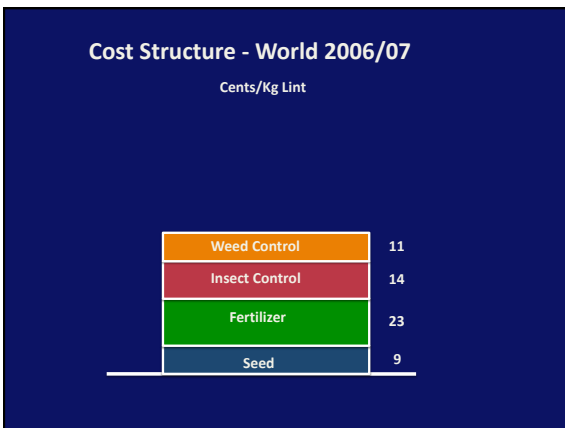 Cost Structure - World 2006/07
Cents/Kg Lint
Weed Control 11
Insect Control 14
Fertilizer 23
Seed 9